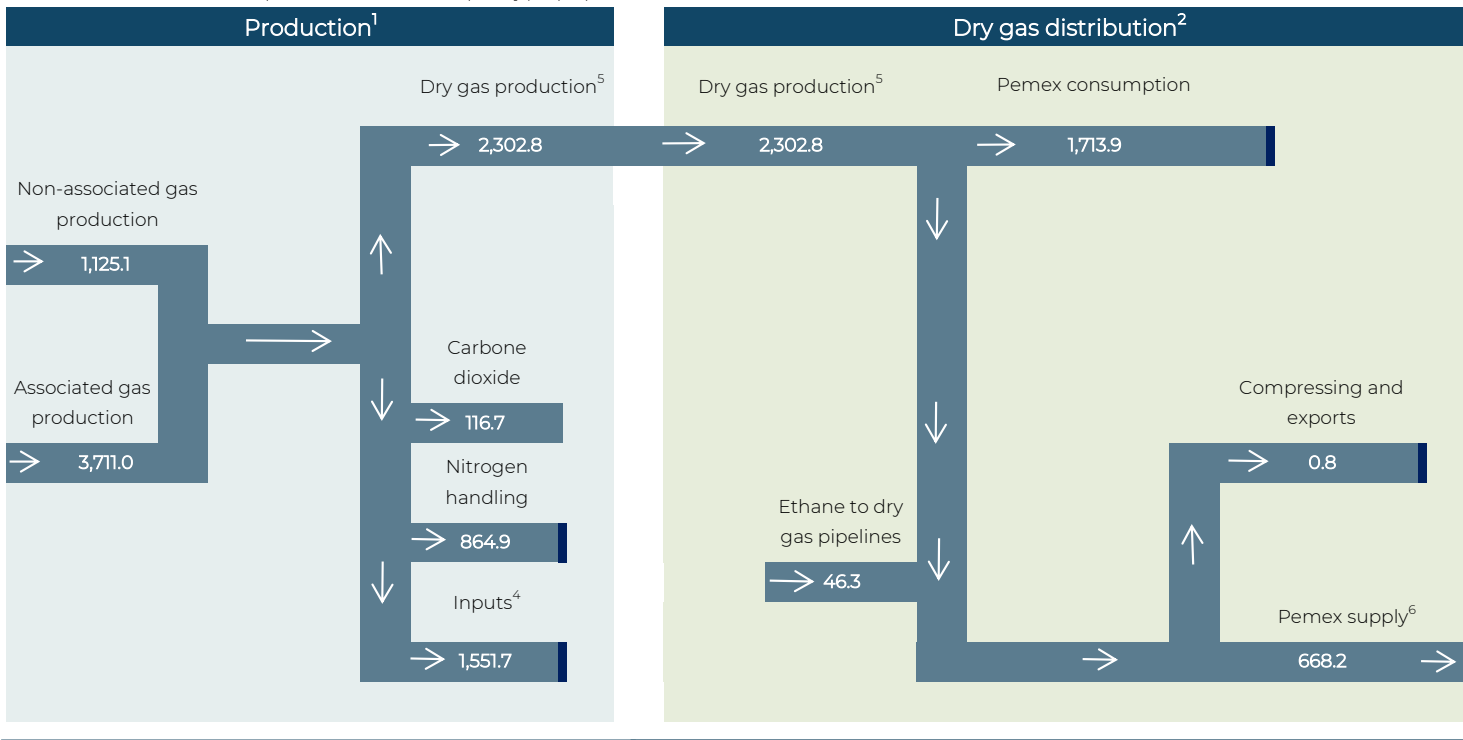 Production1
Dry gas distribution2
Dry gas production5
Dry gas production5
Pemex consumption
2,302.8
2,302.8
1,713.9
Non-associated gas
production
1,125.1
Carbone
dioxide
Associated gas
production
116.7
3,711.0
Nitrogen
handling
864.9
Inputs4
1,551.7
Compressing and
exports
0.8
Ethane to dry
gas pipelines
46.3
Pemex supply6
668.2